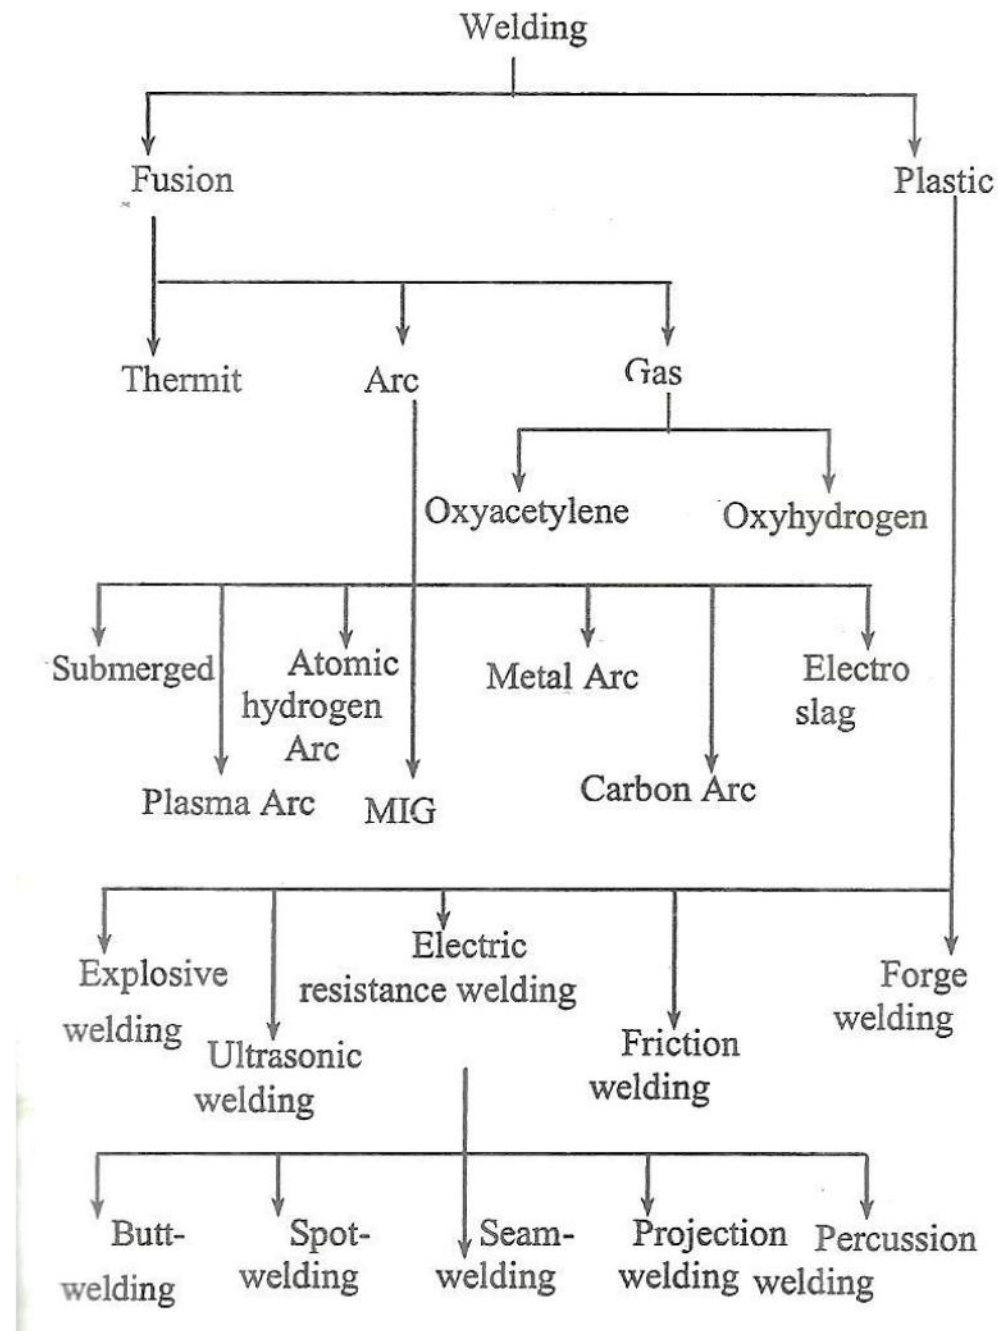 Welding
Fusion
Plastic
Thermit
Arc
Gas
Oxyacetylene
Oxyhydrogen
Submerged
Atomic
hydrogen
Arc
Metal Arc
Electro
slag
Plasma Arc
MIG
Carbon Arc
Explosive
welding
Ultrasonic
welding
Electric
resistance welding
Friction
welding
Forge
welding
Butt-
welding
Spot-
welding
Seam-
welding
Projection
welding
Percussion
welding